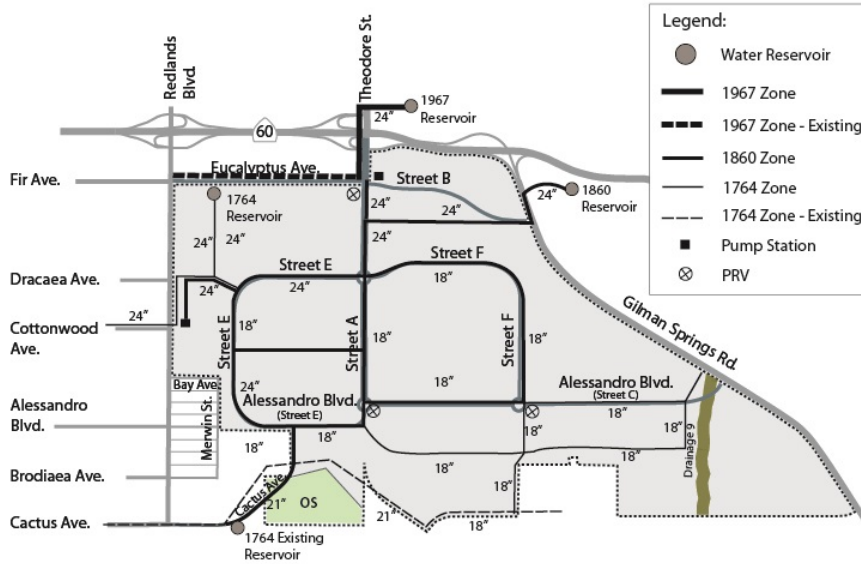 Legend:
Water Reservoir
1967 Zone
1967 Zone - Existing
1860 Zone
1764 Zone
1764 Zone - Existing
Pump Station
PRV
Redlands
Blvd.
Theodore St.
24"
1967
Reservoir
60
Eucalyptus Ave.
Fir Ave.
Street B
1764
Reservoir
24"
24"
24"
1860
Reservoir
24"
24"
24"
Street F
Street E
Dracaea Ave.
24"
24"
18"
24"
Cottonwood
Ave.
Street E
18"
Street A
18"
Street F
18"
Gilman Springs Rd.
Bay Ave.
24"
18"
Alessandro Blvd.
(Street E)
Alessandro Blvd.
(Street C)
Merwin St.
Alessandro
Blvd.
18"
18"
18"
18"
18"
Drainage 9
18"
18"
18"
Brodiaea Ave.
Cactus Ave.
21"
OS
21"
18"
Cactus Ave.
1764 Existing
Reservoir